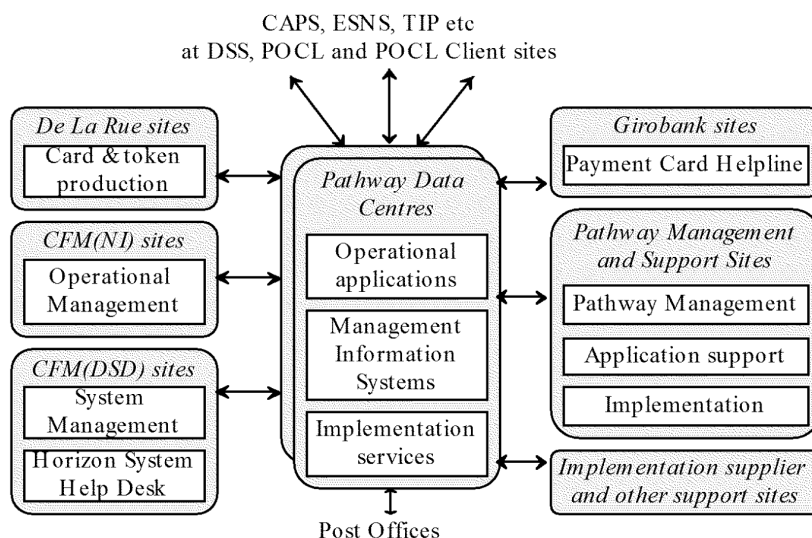 CAPS, ESNS, TIP etc
at DSS, POCL and POCL Client sites
De La Rue sites
Card & token
production
CFM(NI) sites
Operational
Management
CFM(DSD) sites
System
Management
Horizon System
Help Desk
Pathway Data
Centres
Operational
applications
Management
Information
Systems
Implementation
services
Post Offices
Girobank sites
Payment Card Helpline
Pathway Management
and Support Sites
Pathway Management
Application support
Implementation
Implementation supplier
and other support sites